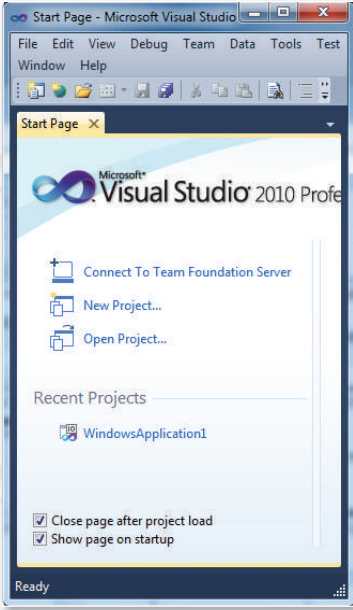 Start Page - Microsoft Visual Studio
File Edit View Debug Team Data Tools Test
Window Help
Start Page
Microsoft®
Visual Studio® 2010 Profe
Connect To Team Foundation Server
New Project...
Open Project...
Recent Projects
WindowsApplication1
Close page after project load
Show page on startup
Ready